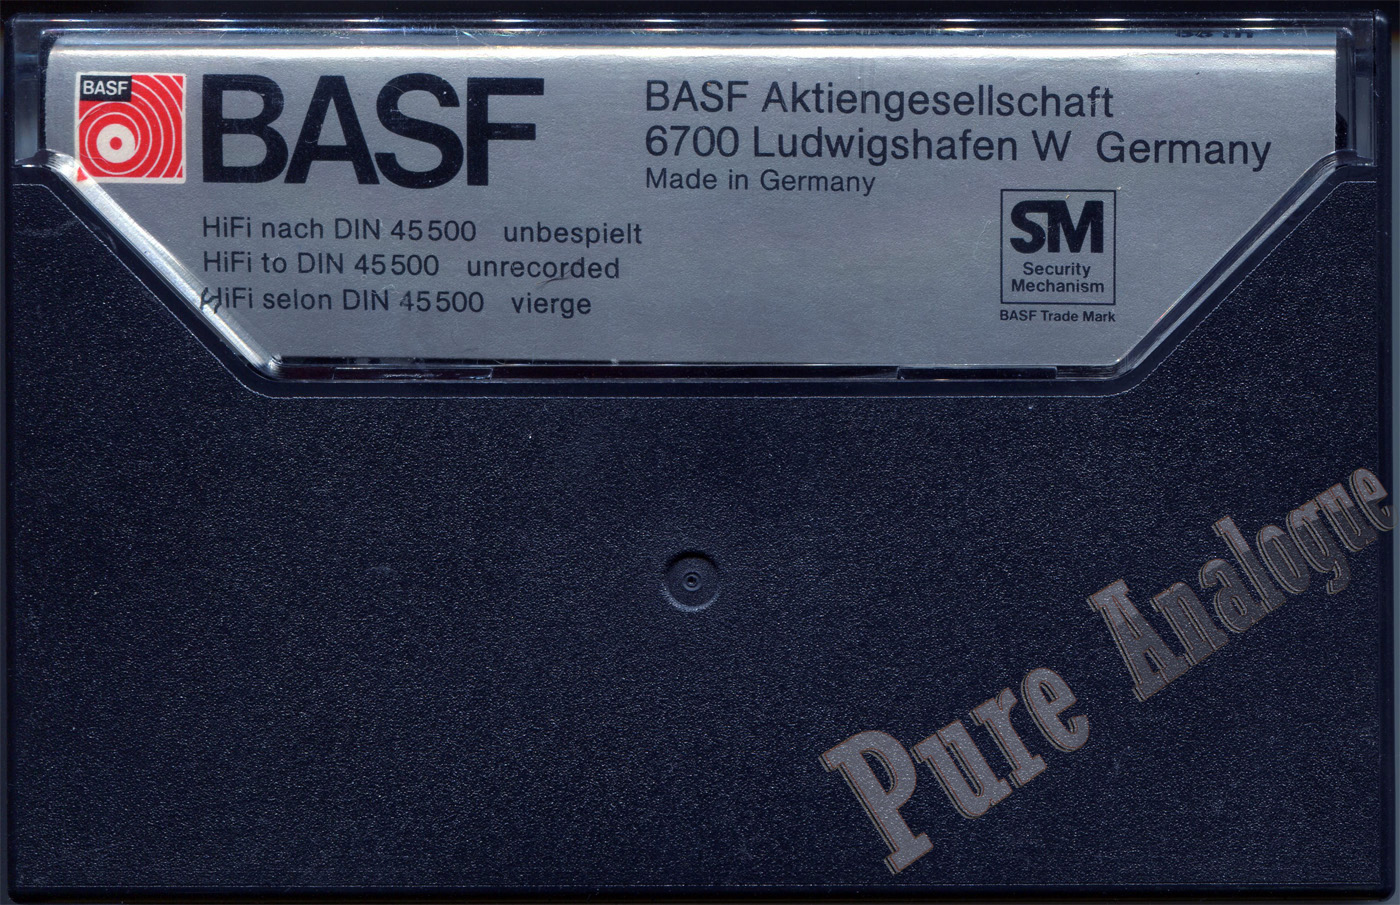 BASF
BASF
BASF Aktiengesellschaft
6700 Ludwigshafen W Germany
Made in Germany
HiFi nach DIN 45500 unbespielt
HiFi to DIN 45500 unrecorded
HiFi selon DIN 45500 vierge
SM
Security
Mechanism
BASF Trade Mark
Pure Analogue